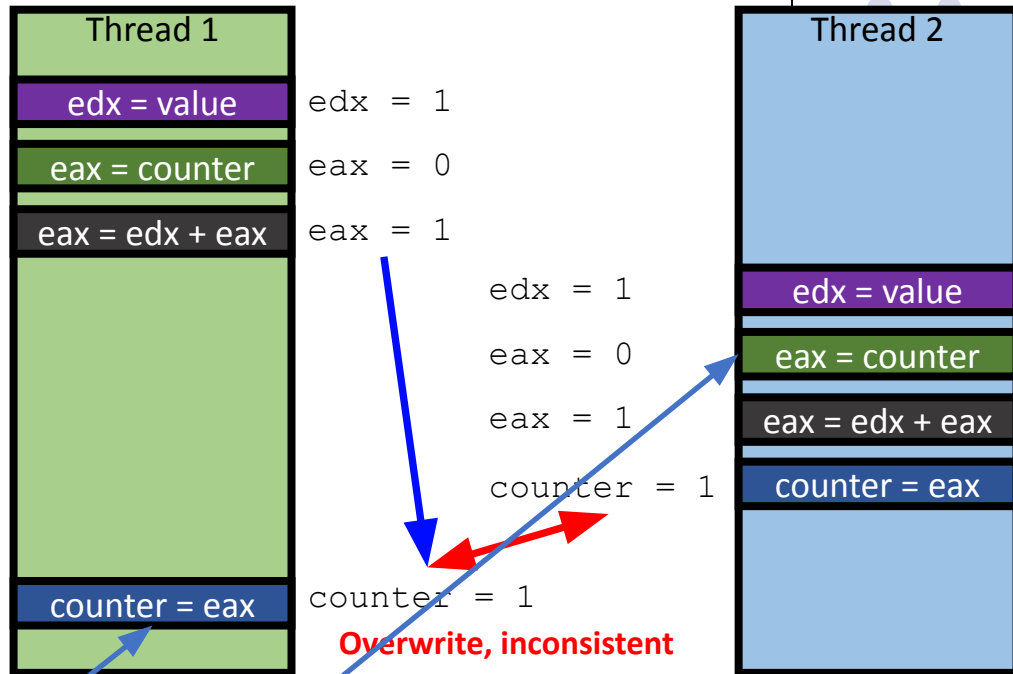 Thread 1
Thread 2
edx = value
edx = 1
eax = counter
eax = 0
eax = edx + eax
eax = 1
edx = 1
edx = value
eax = 0
eax = counter
eax = 1
eax = edx + eax
counter = 1
counter = eax
counter = eax
counter = 1
Overwrite, inconsistent